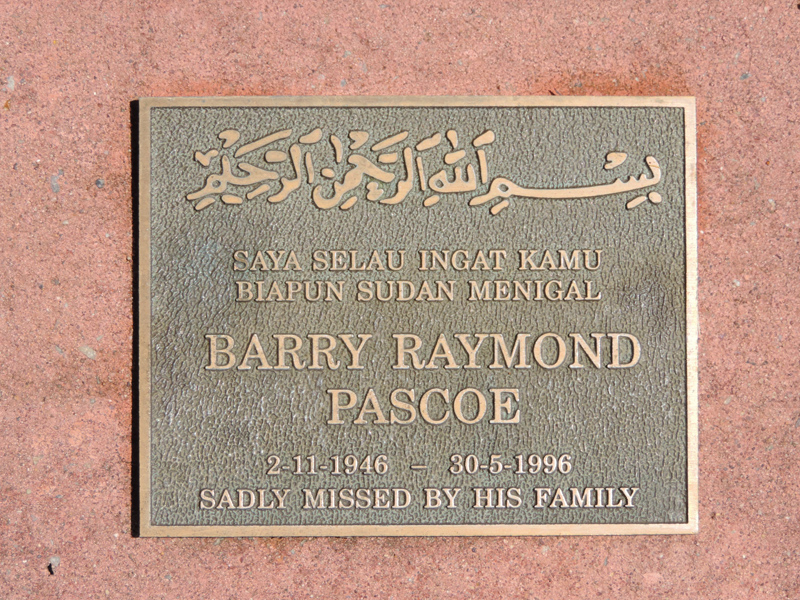 بسم الله الرحمن الرحيم
SAYA SELAU INGAT KAMU
BIAPUN SUDAN MENIGAL
BARRY RAYMOND
PASCOE
2-11-1946 – 30-5-1996
SADLY MISSED BY HIS FAMILY